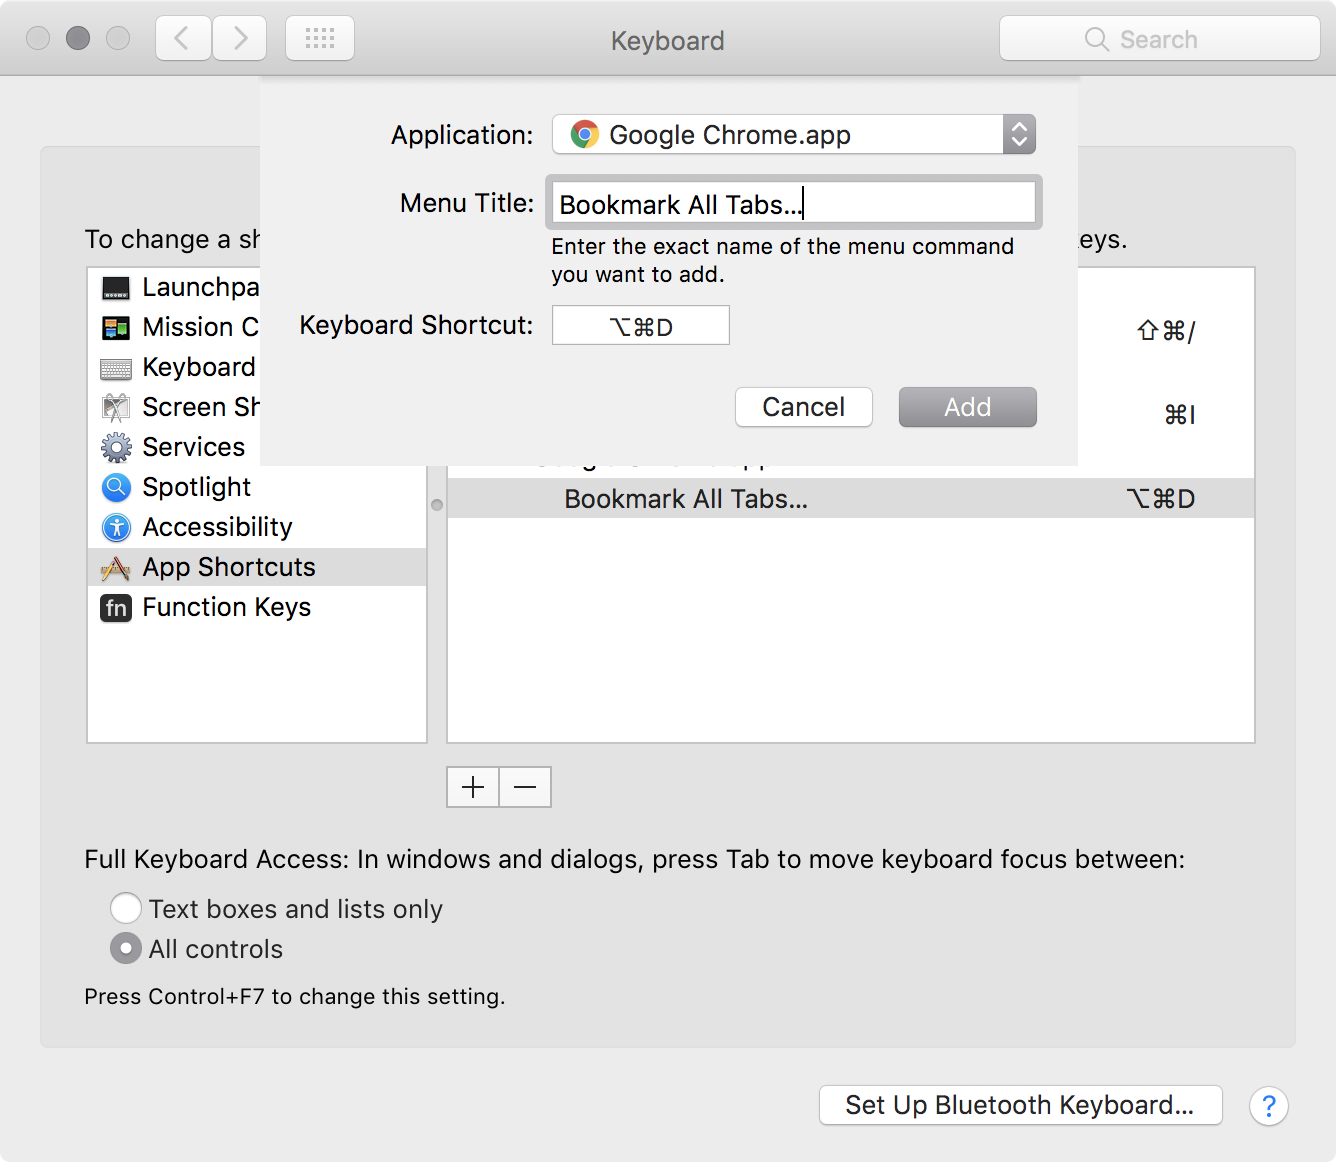 Keyboard
Search
Application: Google Chrome.app
Menu Title: Bookmark All Tabs...
Enter the exact name of the menu command
you want to add.
Keyboard Shortcut: ⌥⌘D
Cancel Add
To change a
eys.
Launchpa
Mission C
Keyboard
Screen Sh
Services
Spotlight
Accessibility
App Shortcuts
fn Function Keys
⇧⌘/
⌘I
Bookmark All Tabs... ⌥⌘D
+ −
Full Keyboard Access: In windows and dialogs, press Tab to move keyboard focus between:
Text boxes and lists only
All controls
Press Control+F7 to change this setting.
Set Up Bluetooth Keyboard... ?